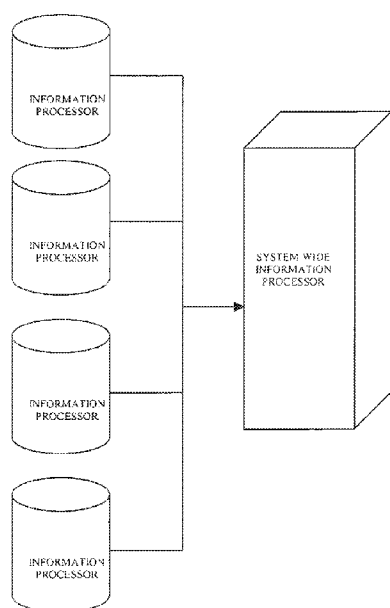 INFORMATION
PROCESSOR
INFORMATION
PROCESSOR
SYSTEM WIDE
INFORMATION
PROCESSOR
INFORMATION
PROCESSOR
INFORMATION
PROCESSOR